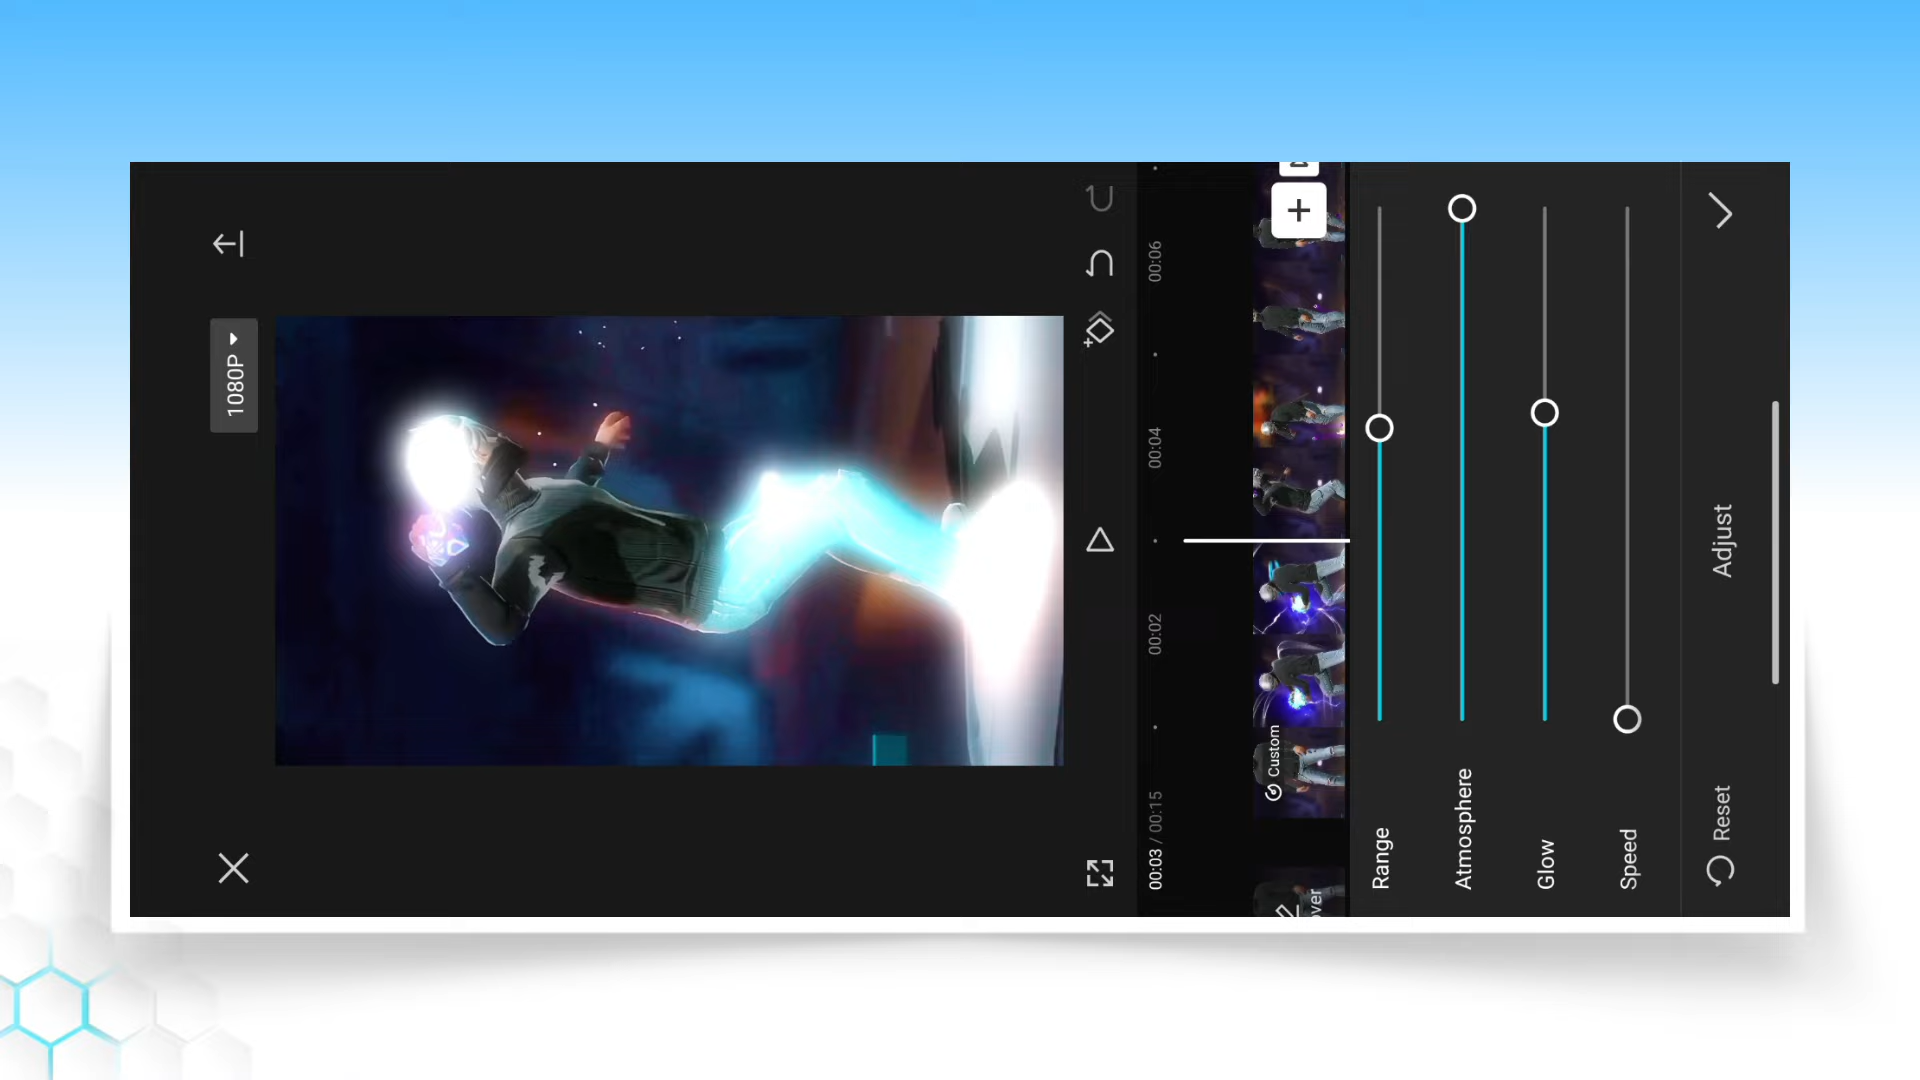 1080P
00:03 / 00:15
00:02
00:04
00:06
Custom
Range
Atmosphere
Glow
Speed
Reset
Adjust